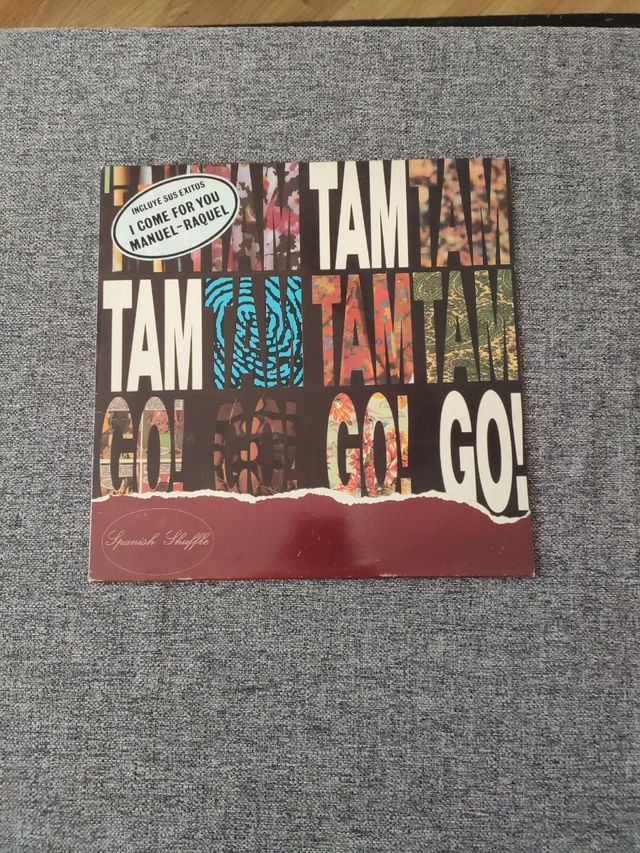 INCLUYE SUS EXITOS
I COME FOR YOU
MANUEL-RAQUEL
TAM TAM TAM
TAM TAM TAM TAM
GO! GO! GO! GO!
Spanish Shuffle